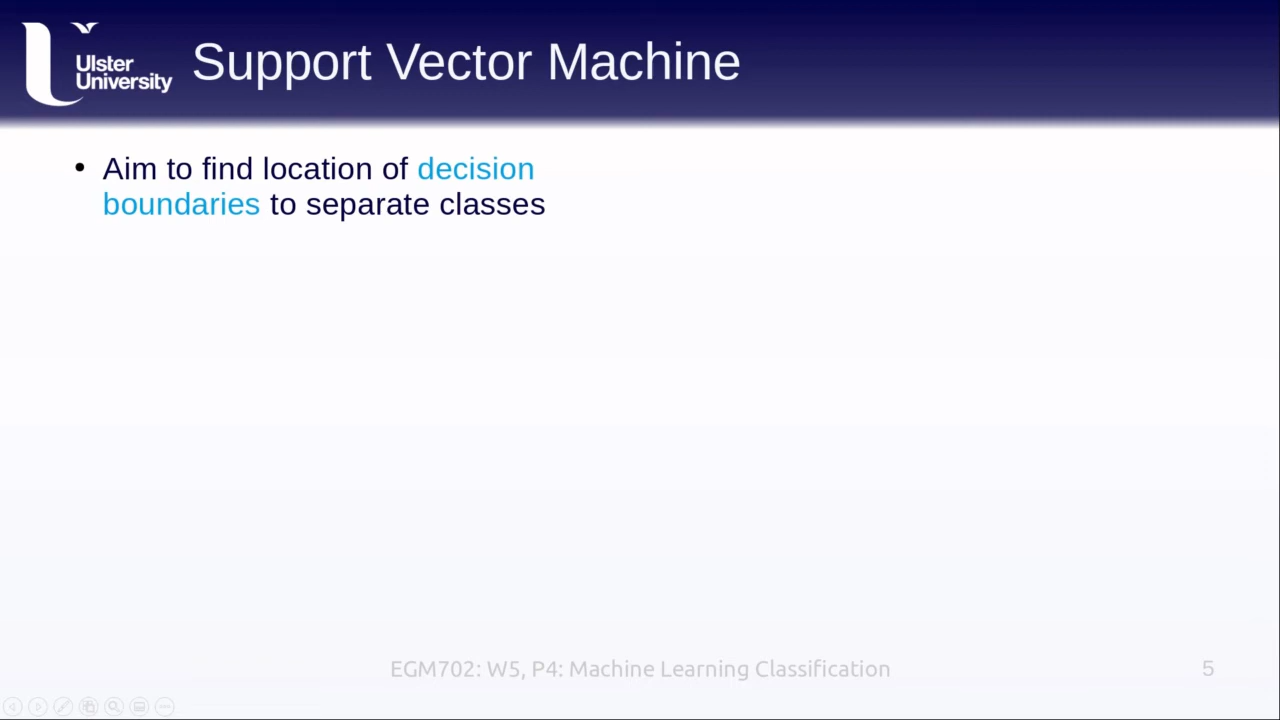 Ulster
University
Support Vector Machine
• Aim to find location of decision
boundaries to separate classes
EGM702: W5, P4: Machine Learning Classification
5